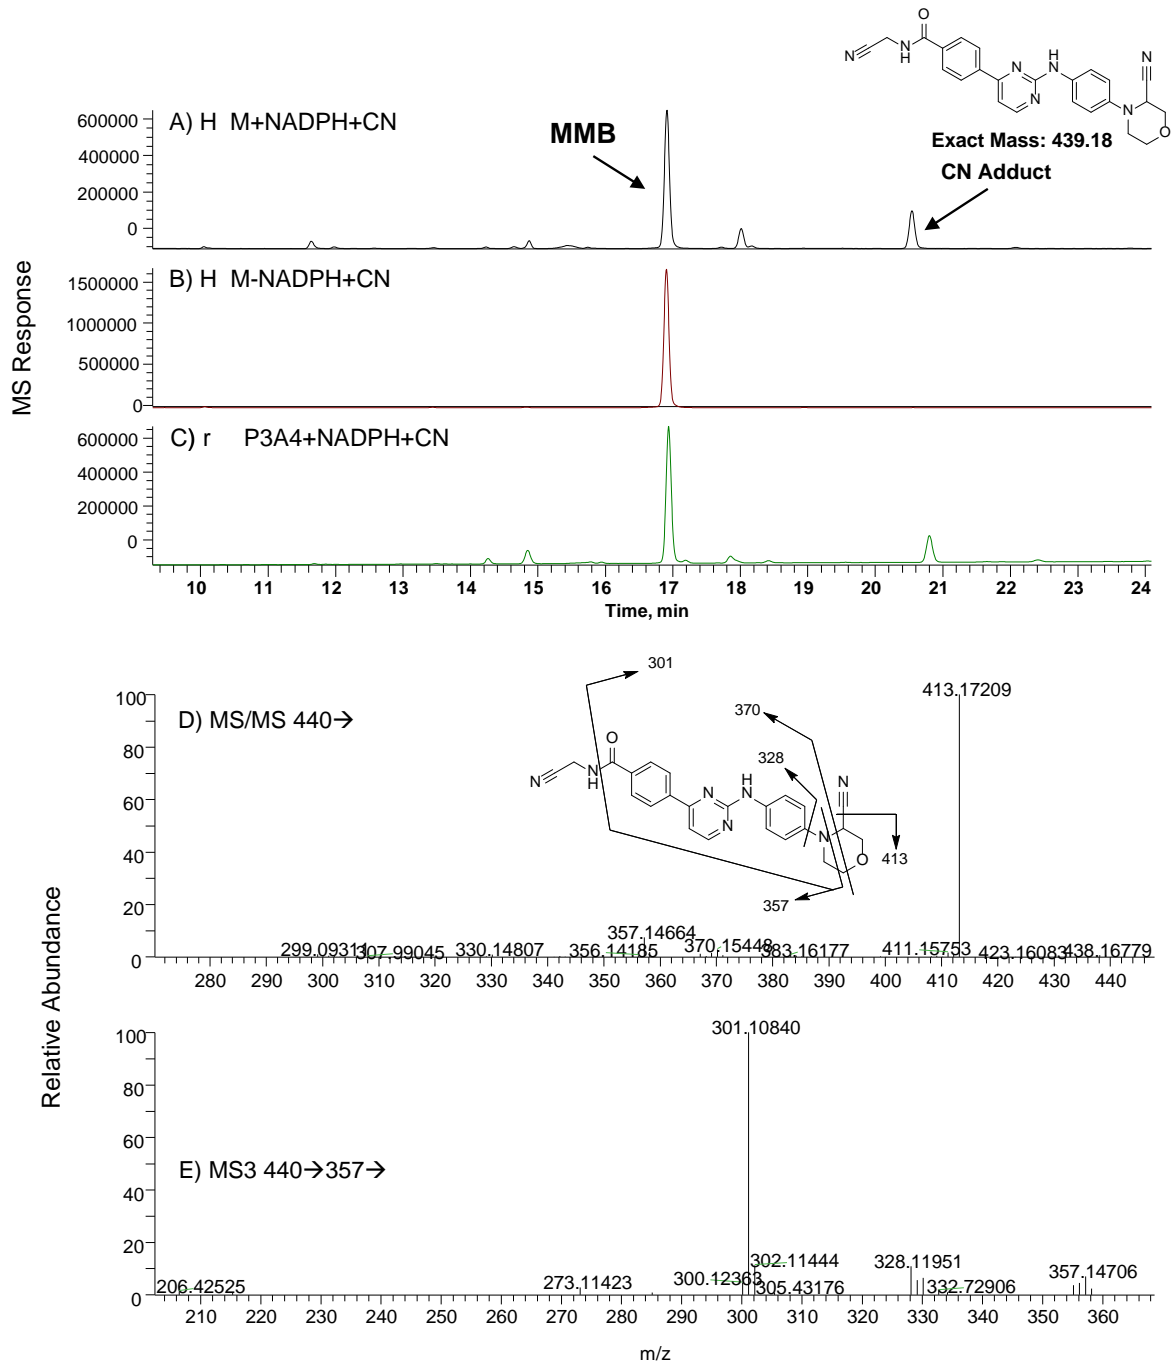 O
N
N
H
N
N
H
N
N
N
O
Exact Mass: 439.18
CN Adduct
MMB
A) H M+NADPH+CN
600000
400000
200000
0
B) H M-NADPH+CN
1500000
1000000
500000
0
C) r P3A4+NADPH+CN
600000
400000
200000
0
MS Response
10 11 12 13 14 15 16 17 18 19 20 21 22 23 24
Time, min
D) MS/MS 440→
100
80
60
40
20
0
301
370
328
413
357
O
N
N
H
N
N
H
N
N
N
O
413.17209
299.09311
307.99045
330.14807
356.14185
357.14664
370.15448
383.16177
411.15753
423.16083
438.16779
280 290 300 310 320 330 340 350 360 370 380 390 400 410 420 430 440
Relative Abundance
E) MS3 440→357→
100
80
60
40
20
0
301.10840
206.42525
273.11423
300.12363
302.11444
305.43176
328.11951
332.72906
357.14706
210 220 230 240 250 260 270 280 290 300 310 320 330 340 350 360
m/z